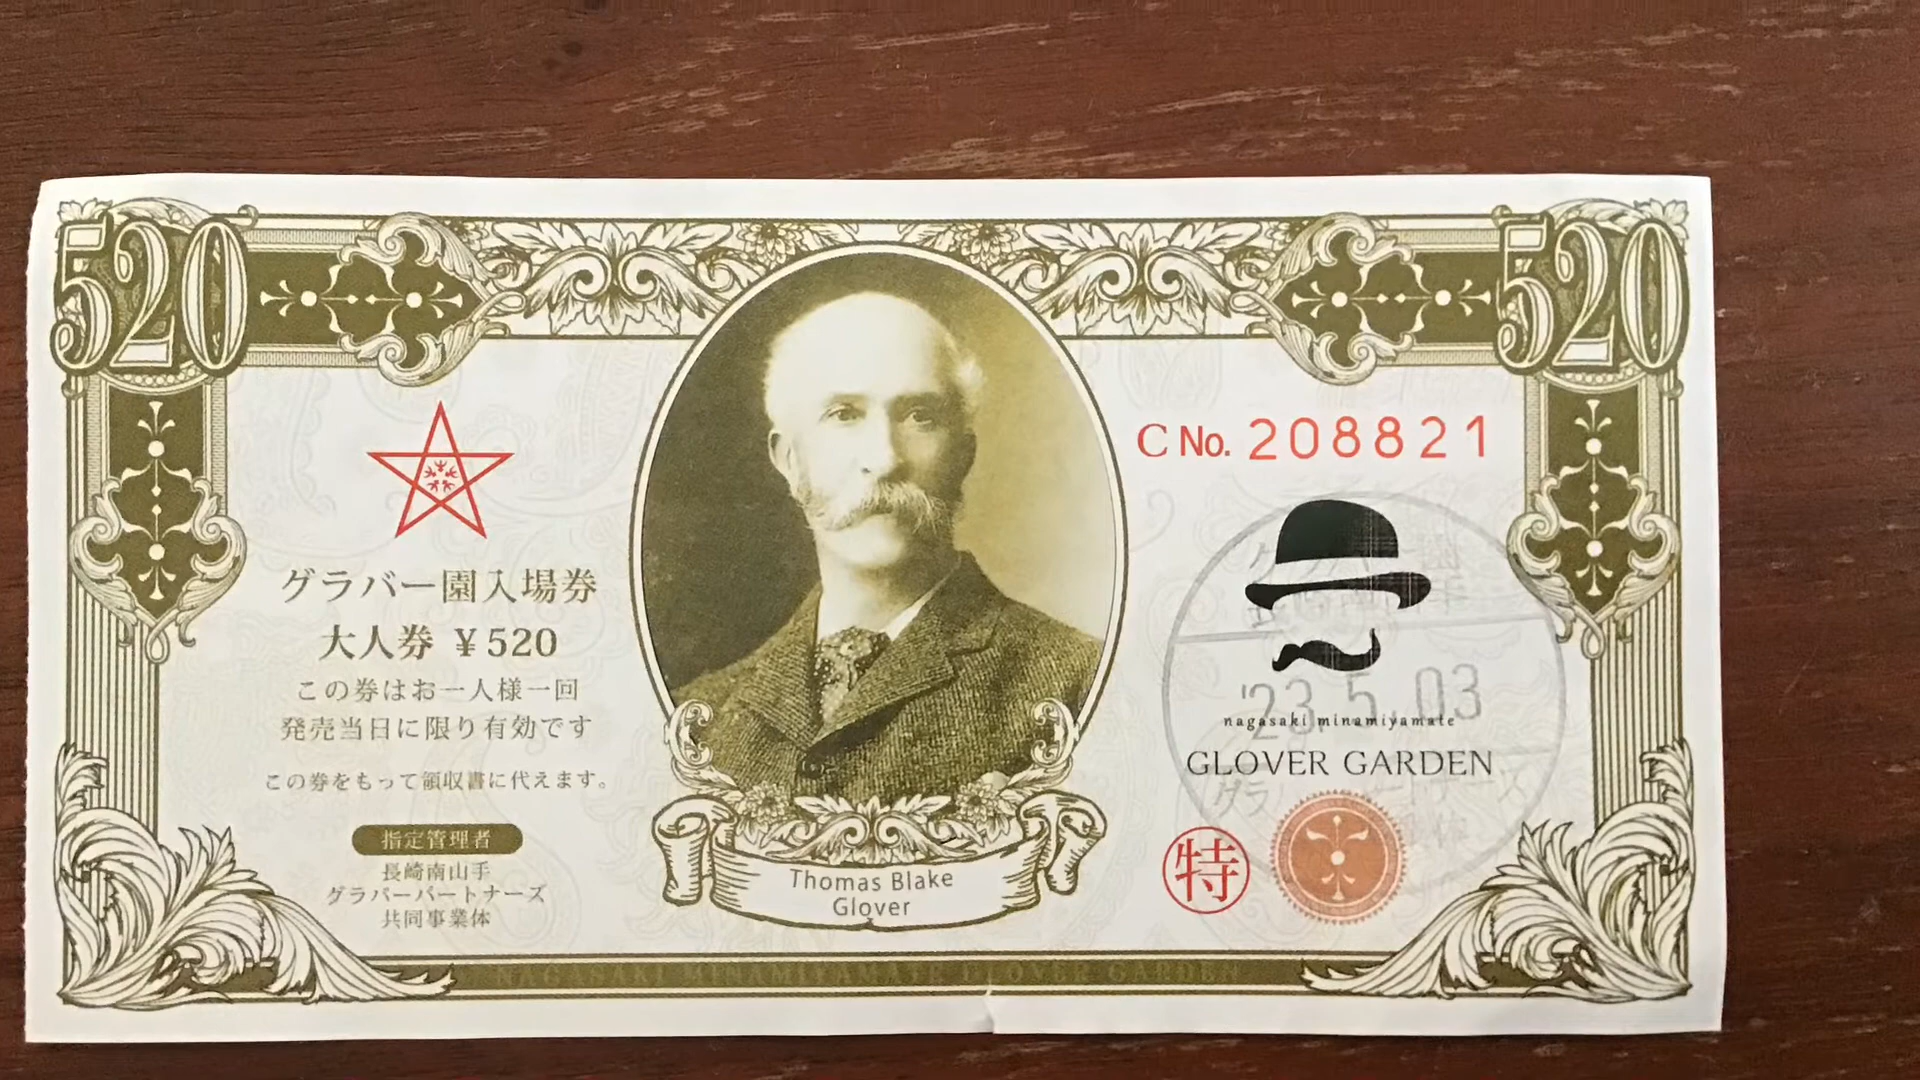 520
520
C No. 208821
グラバー園入場券
大人券 ¥520
この券はお一人様一回
発売当日に限り有効です
この券をもって領収書に代えます。
指定管理者
長崎南山手
グラバーパートナーズ
共同事業体
Thomas Blake
Glover
'23. 5. 03
nagasaki minamiyamate
GLOVER GARDEN
特
NAGASAKI MINAMIYAMATE GLOVER GARDEN